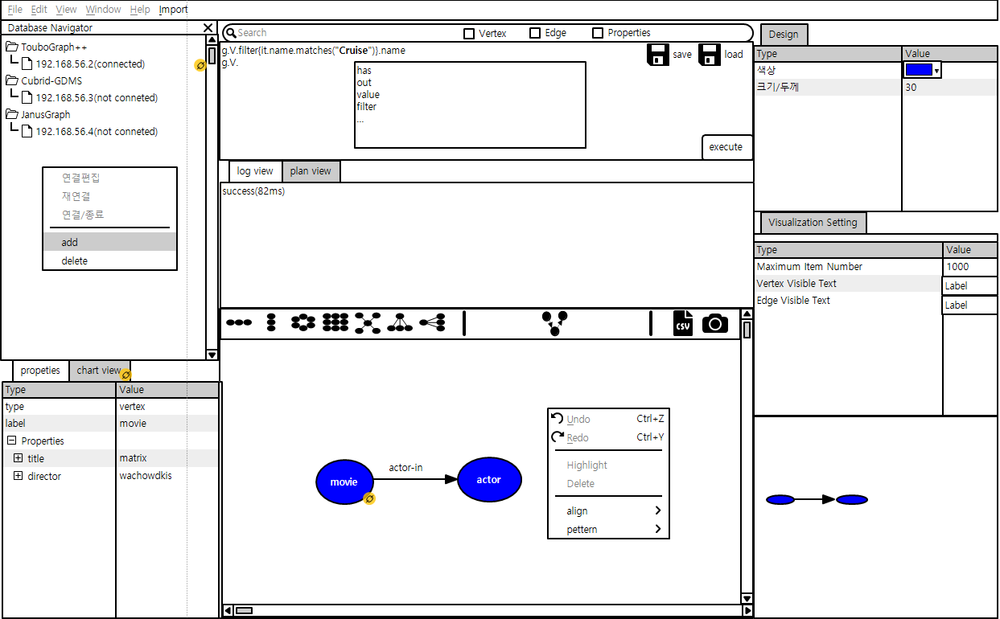 File Edit View Window Help Import
Database Navigator
TouboGraph++
192.168.56.2(connected)
Cubrid-GDMS
192.168.56.3(not conneted)
JanusGraph
192.168.56.4(not conneted)
연결편집
재연결
연결/종료
add
delete
propeties chart view
Type Value
type vertex
label movie
Properties
title matrix
director wachowdkis
Search Vertex Edge Properties
g.V.filter{it.name.matches("Cruise")}.name
g.V.
save load
has
out
value
filter
...
execute
log view plan view
success(82ms)
CSV
movie
actor-in
actor
Undo Ctrl+Z
Redo Ctrl+Y
Highlight
Delete
align
pettern
Design
Type Value
색상
크기/두께 30
Visualization Setting
Type Value
Maximum Item Number 1000
Vertex Visible Text Label
Edge Visible Text Label